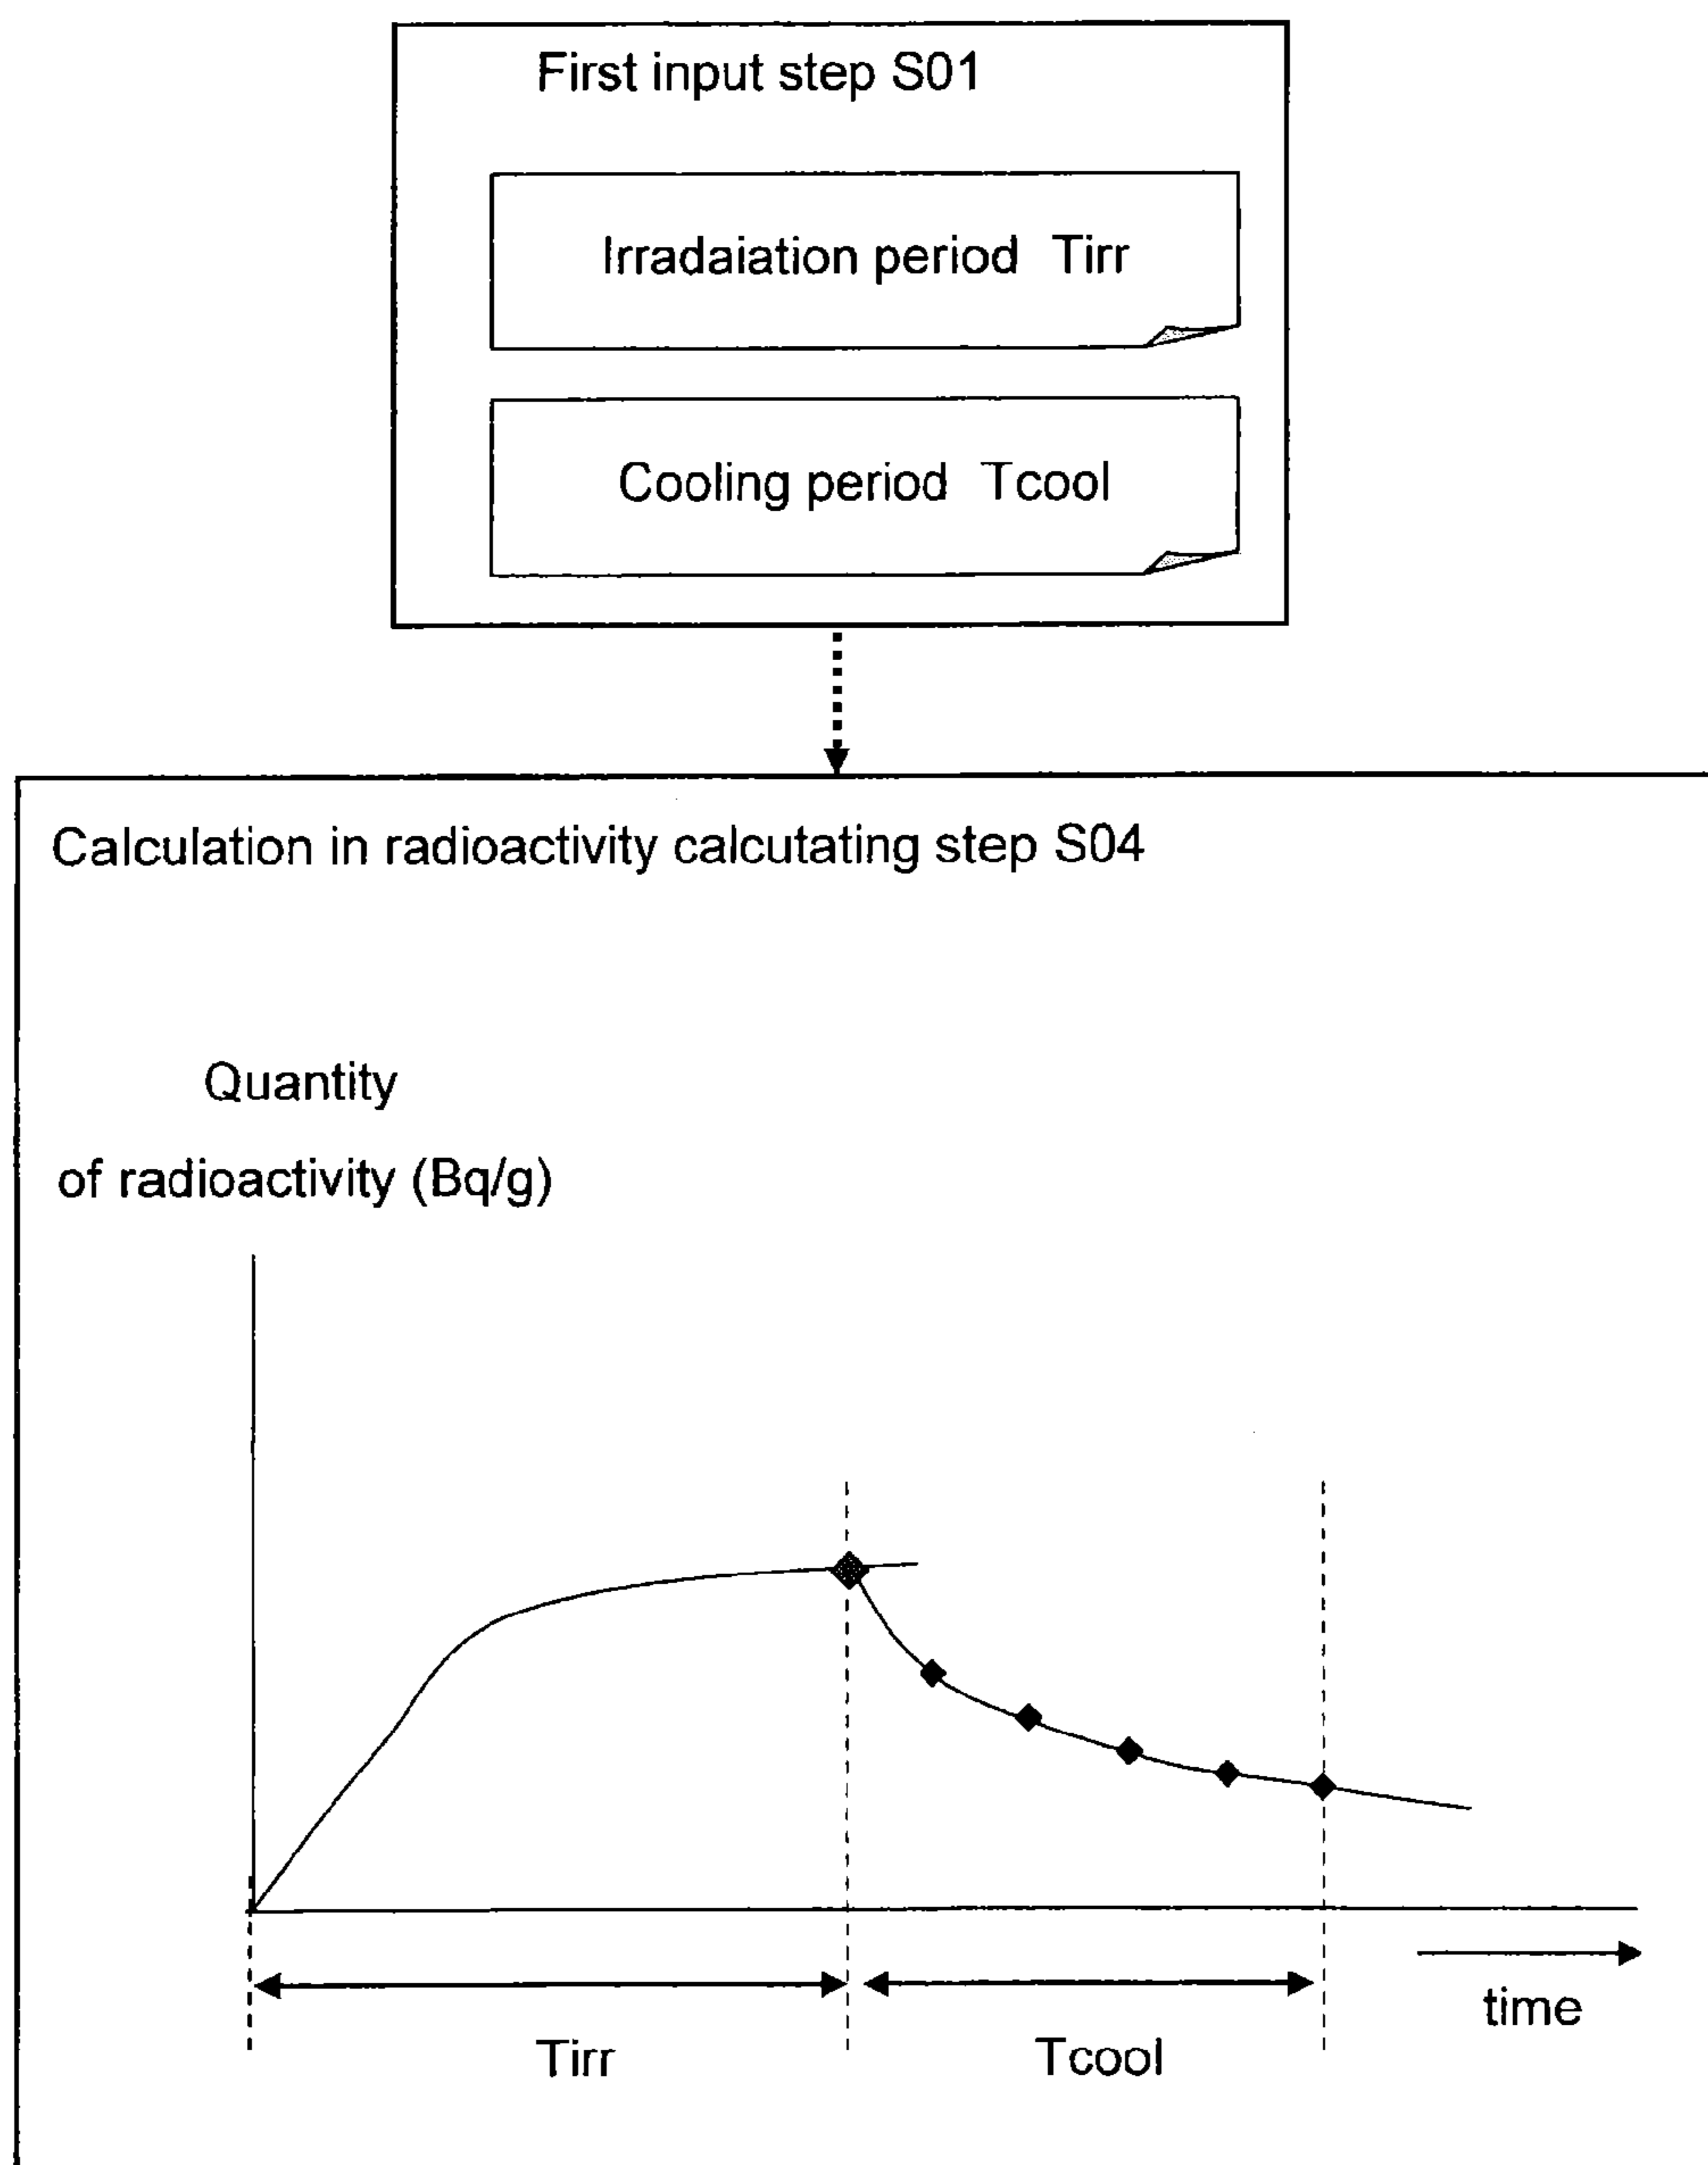 First input step S01
Irradaiation period Tirr
Cooling period Tcool
Calculation in radioactivity calcutating step S04
Quantity
of radioactivity (Bq/g)
time
Tirr
Tcool